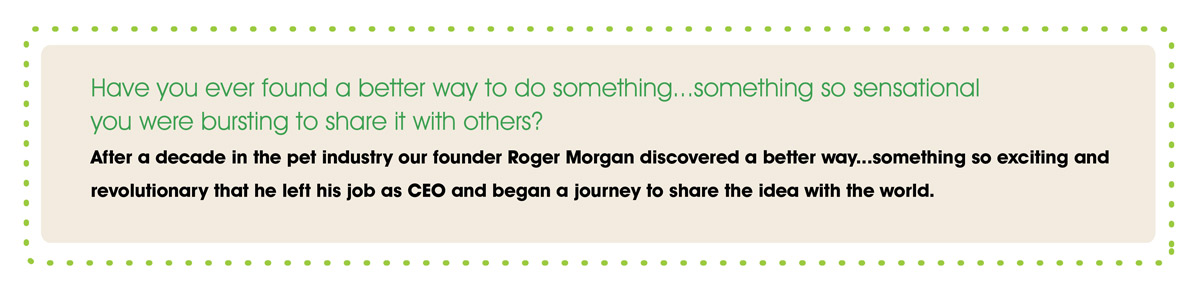 Have you ever found a better way to do something...something so sensational
you were bursting to share it with others?
After a decade in the pet industry our founder Roger Morgan discovered a better way...something so exciting and
revolutionary that he left his job as CEO and began a journey to share the idea with the world.